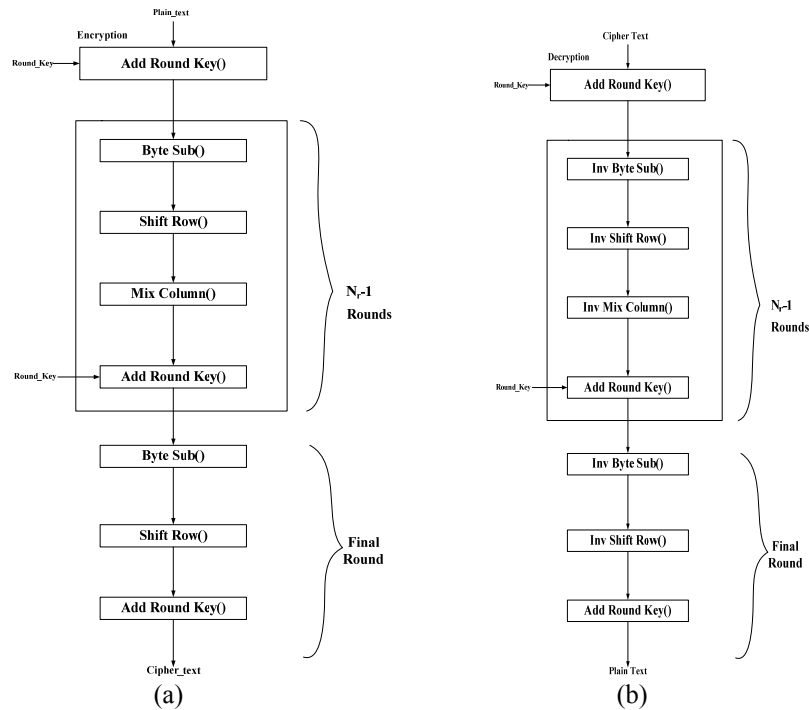 Plain_text
Encryption
Round_Key
Add Round Key()
Byte Sub()
Shift Row()
Mix Column()
Round_Key
Add Round Key()
Nr-1
Rounds
Byte Sub()
Shift Row()
Add Round Key()
Final
Round
Cipher_text
(a)
Cipher Text
Decryption
Round_Key
Add Round Key()
Inv Byte Sub()
Inv Shift Row()
Inv Mix Column()
Round_Key
Add Round Key()
Nr-1
Rounds
Inv Byte Sub()
Inv Shift Row()
Add Round Key()
Final
Round
Plain Text
(b)